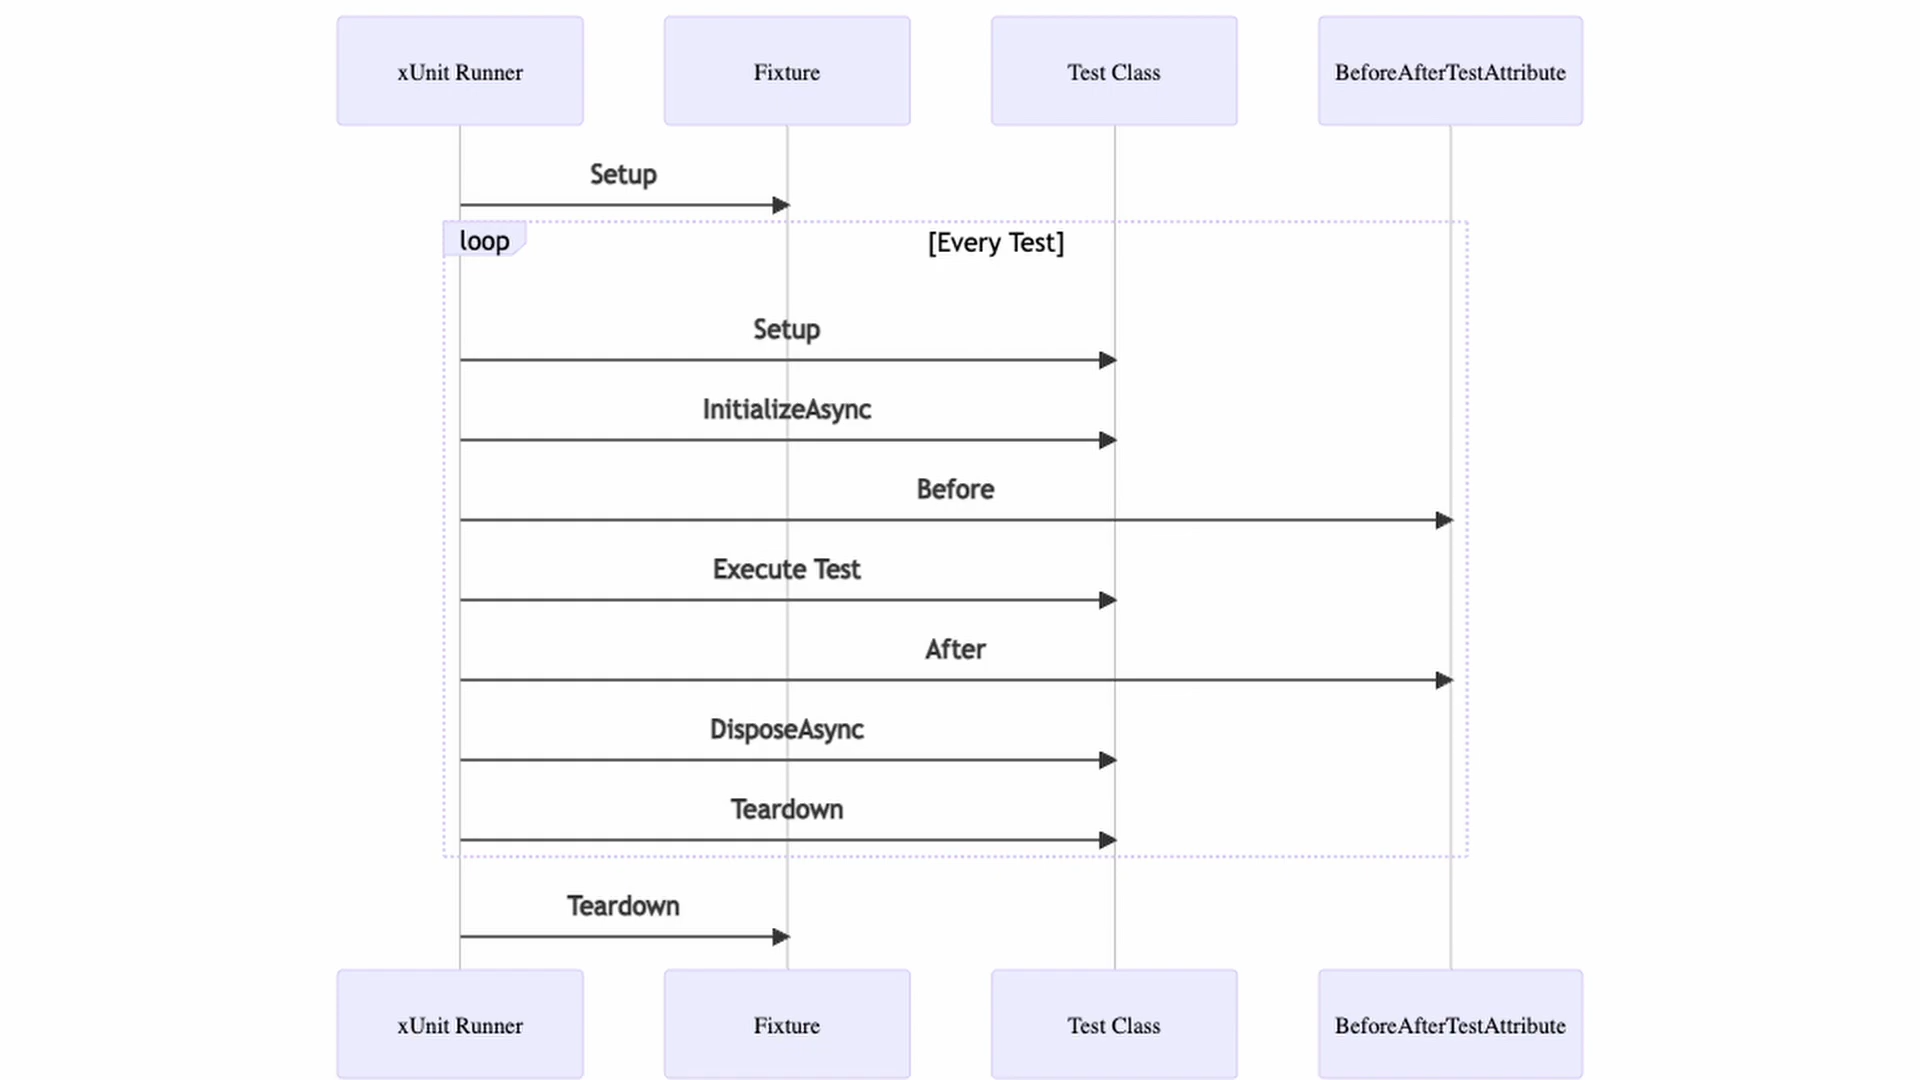 xUnit Runner
Fixture
Test Class
BeforeAfterTestAttribute
Setup
loop
[Every Test]
Setup
InitializeAsync
Before
Execute Test
After
DisposeAsync
Teardown
Teardown
xUnit Runner
Fixture
Test Class
BeforeAfterTestAttribute